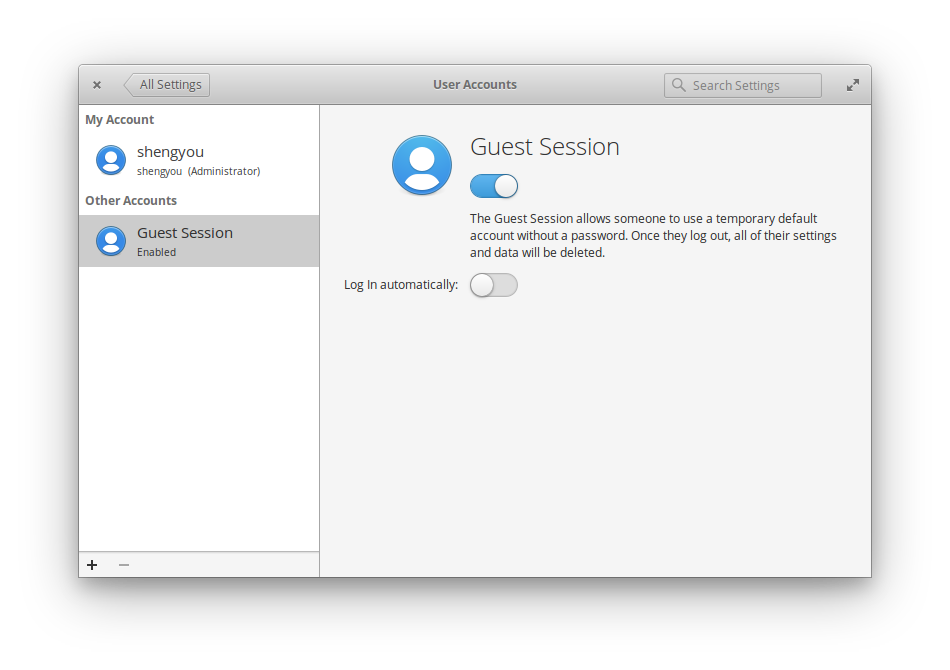 All Settings
User Accounts
Search Settings
My Account
shengyou
shengyou (Administrator)
Other Accounts
Guest Session
Enabled
Guest Session
The Guest Session allows someone to use a temporary default
account without a password. Once they log out, all of their settings
and data will be deleted.
Log In automatically: